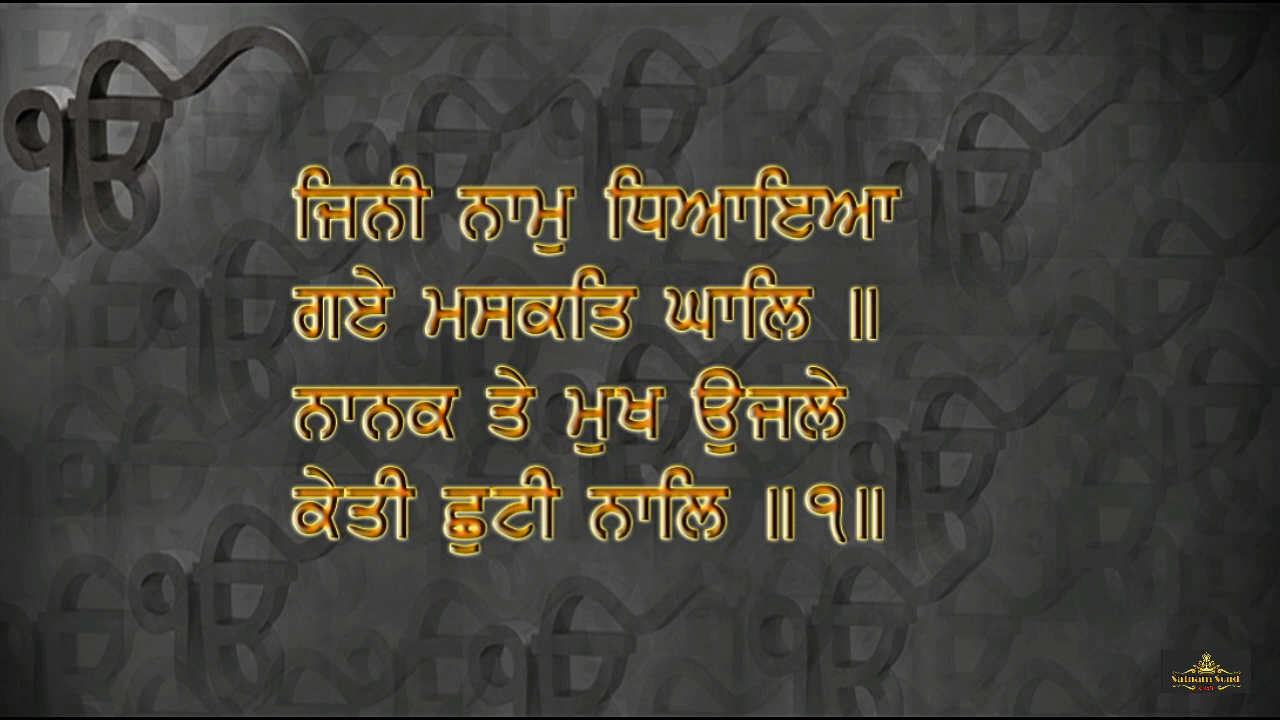 ਜਿਨੀ ਨਾਮੁ ਧਿਆਇਆ
ਗਏ ਮਸਕਤਿ ਘਾਲਿ ॥
ਨਾਨਕ ਤੇ ਮੁਖ ਉਜਲੇ
ਕੇਤੀ ਛੁਟੀ ਨਾਲਿ ॥੧॥